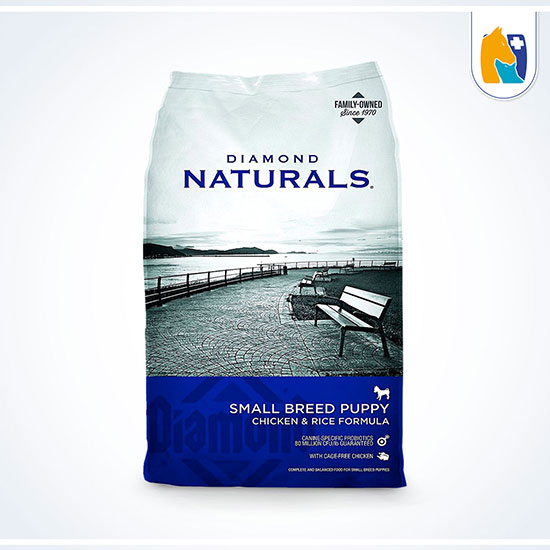 FAMILY-OWNED
Since 1970
DIAMOND
NATURALS®
Diamond
SMALL BREED PUPPY
CHICKEN & RICE FORMULA
CANINE-SPECIFIC PROBIOTICS
80 MILLION CFU/lb GUARANTEED
WITH CAGE-FREE CHICKEN
COMPLETE AND BALANCED FOOD FOR SMALL BREED PUPPIES